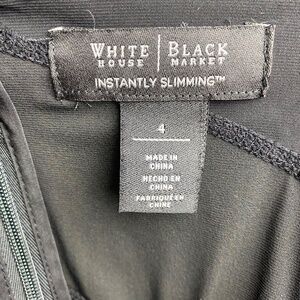 WHITE | BLACK
HOUSE | MARKET
INSTANTLY SLIMMING™
4
MADE IN
CHINA
HECHO EN
CHINA
FABRIQUÉ EN
CHINE